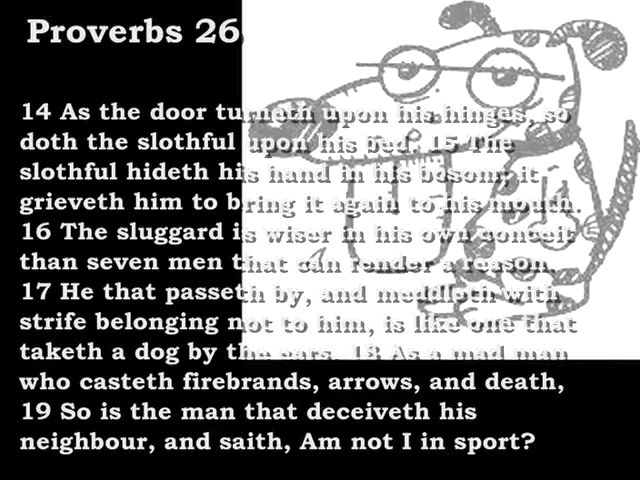 Proverbs 26
14 As the door turneth upon his hinges, so
doth the slothful upon his bed. 15 The
slothful hideth his hand in his bosom; it
grieveth him to bring it again to his mouth.
16 The sluggard is wiser in his own conceit
than seven men that can render a reason.
17 He that passeth by, and meddleth with
strife belonging not to him, is like one that
taketh a dog by the ears. 18 As a mad man
who casteth firebrands, arrows, and death,
19 So is the man that deceiveth his
neighbour, and saith, Am not I in sport?